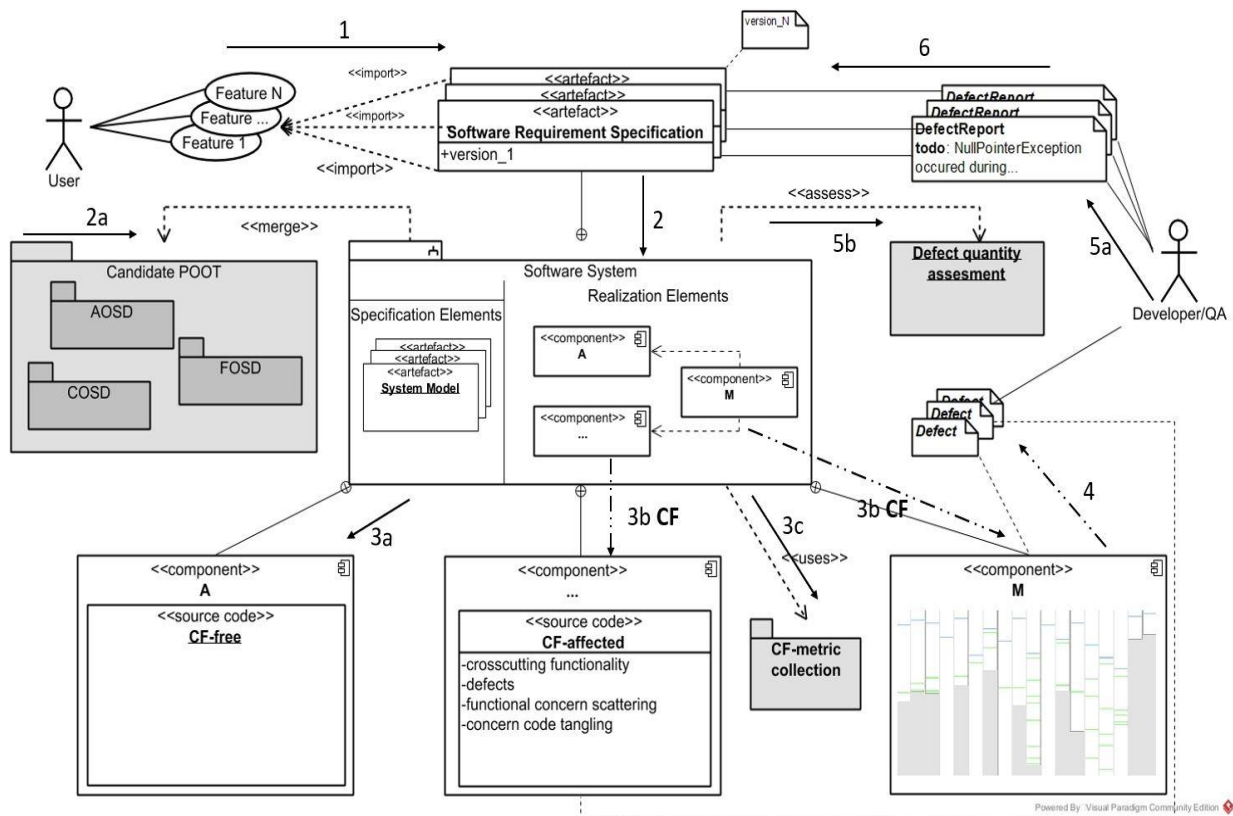 1
version_N
6
<<artefact>>
<<artefact>>
<<artefact>>
Software Requirement Specification
+version_1
<<import>>
<<import>>
<<import>>
Feature N
Feature ...
Feature 1
User
DefectReport
DefectReport
DefectReport
todo: NullPointerException
occured during...
2a
<<merge>>
2
<<assess>>
5b
5a
Candidate POOT
AOSD
FOSD
COSD
Software System
Specification Elements
<<artefact>>
<<artefact>>
<<artefact>>
System Model
Realization Elements
<<component>>
A
<<component>>
M
<<component>>
...
Defect quantity
assesment
Developer/QA
Defect
Defect
Defect
3a
3b CF
3c
<<uses>>
3b CF
4
<<component>>
A
<<source code>>
CF-free
<<component>>
...
<<source code>>
CF-affected
-crosscutting functionality
-defects
-functional concern scattering
-concern code tangling
CF-metric
collection
<<component>>
M
Powered By Visual Paradigm Community Edition